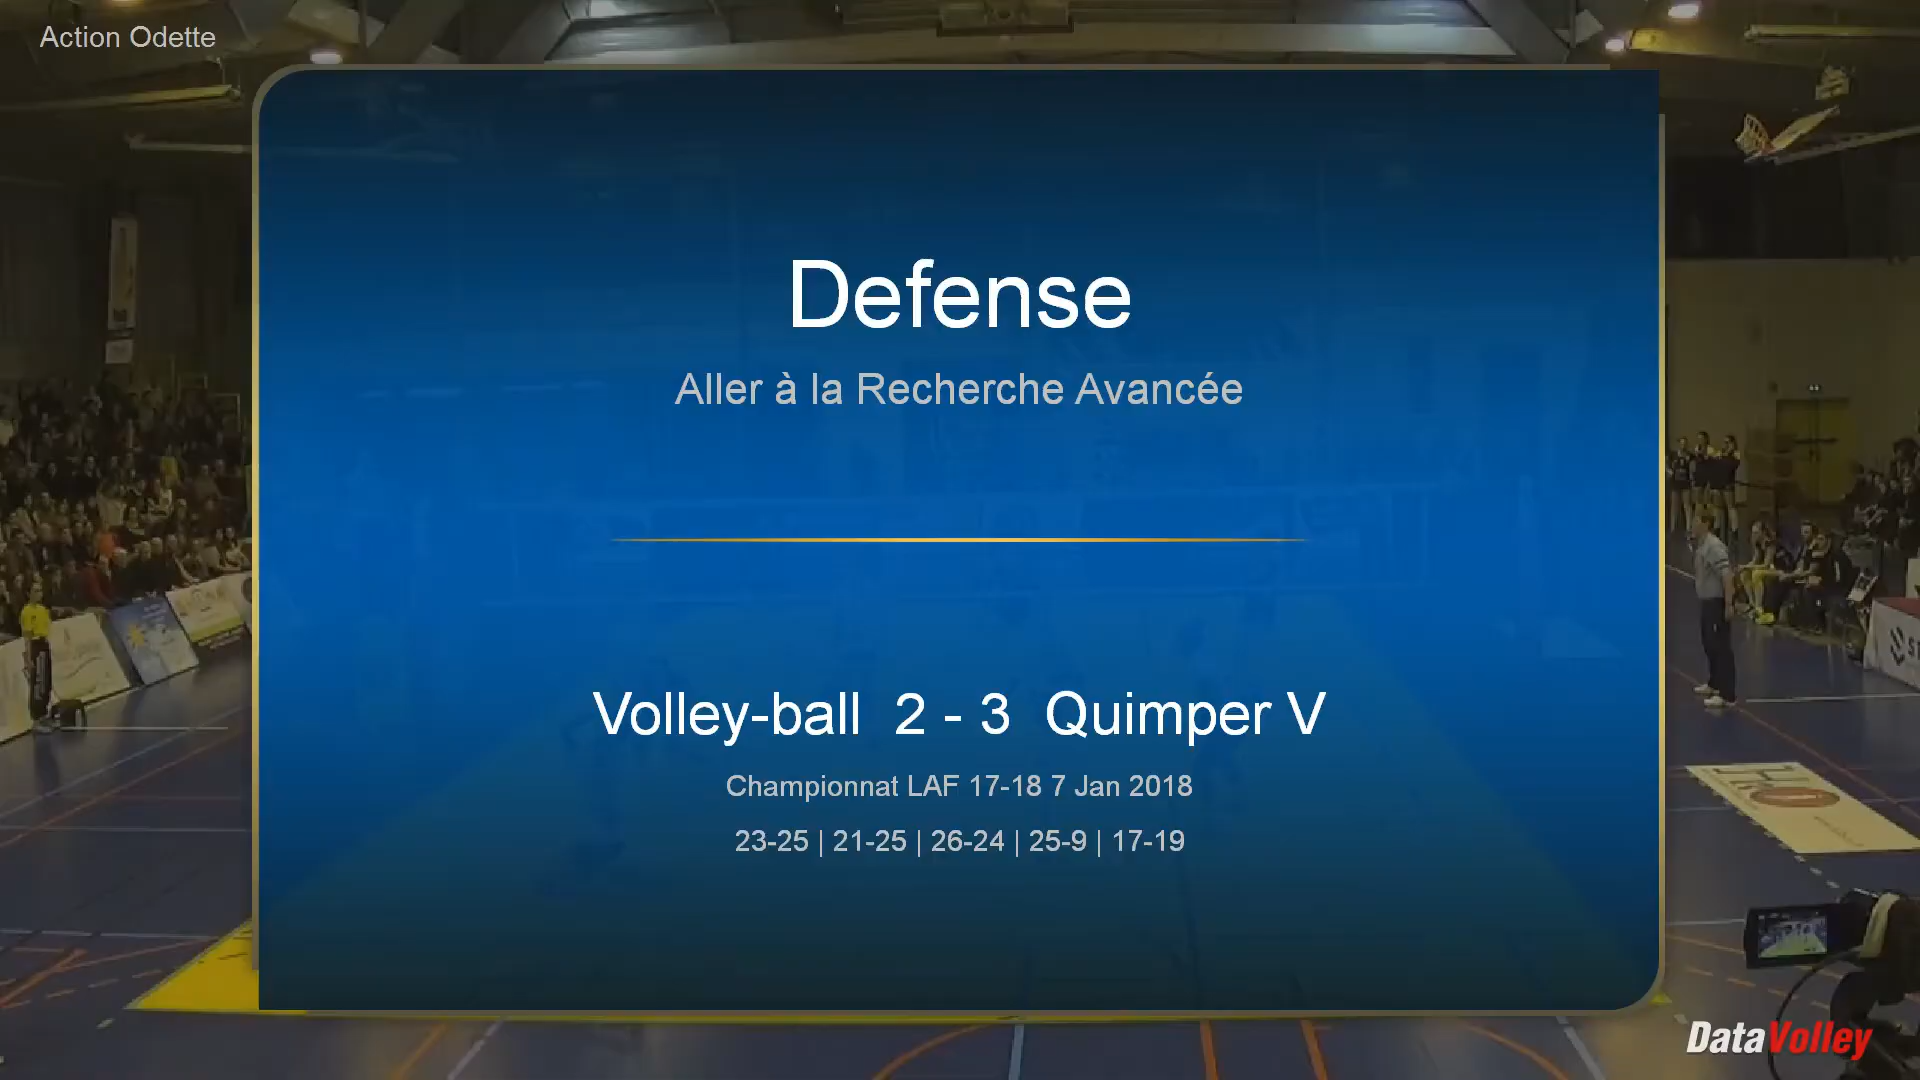 Action Odette
Defense
Aller à la Recherche Avancée
Volley-ball 2 - 3 Quimper V
Championnat LAF 17-18 7 Jan 2018
23-25 | 21-25 | 26-24 | 25-9 | 17-19
DataVolley